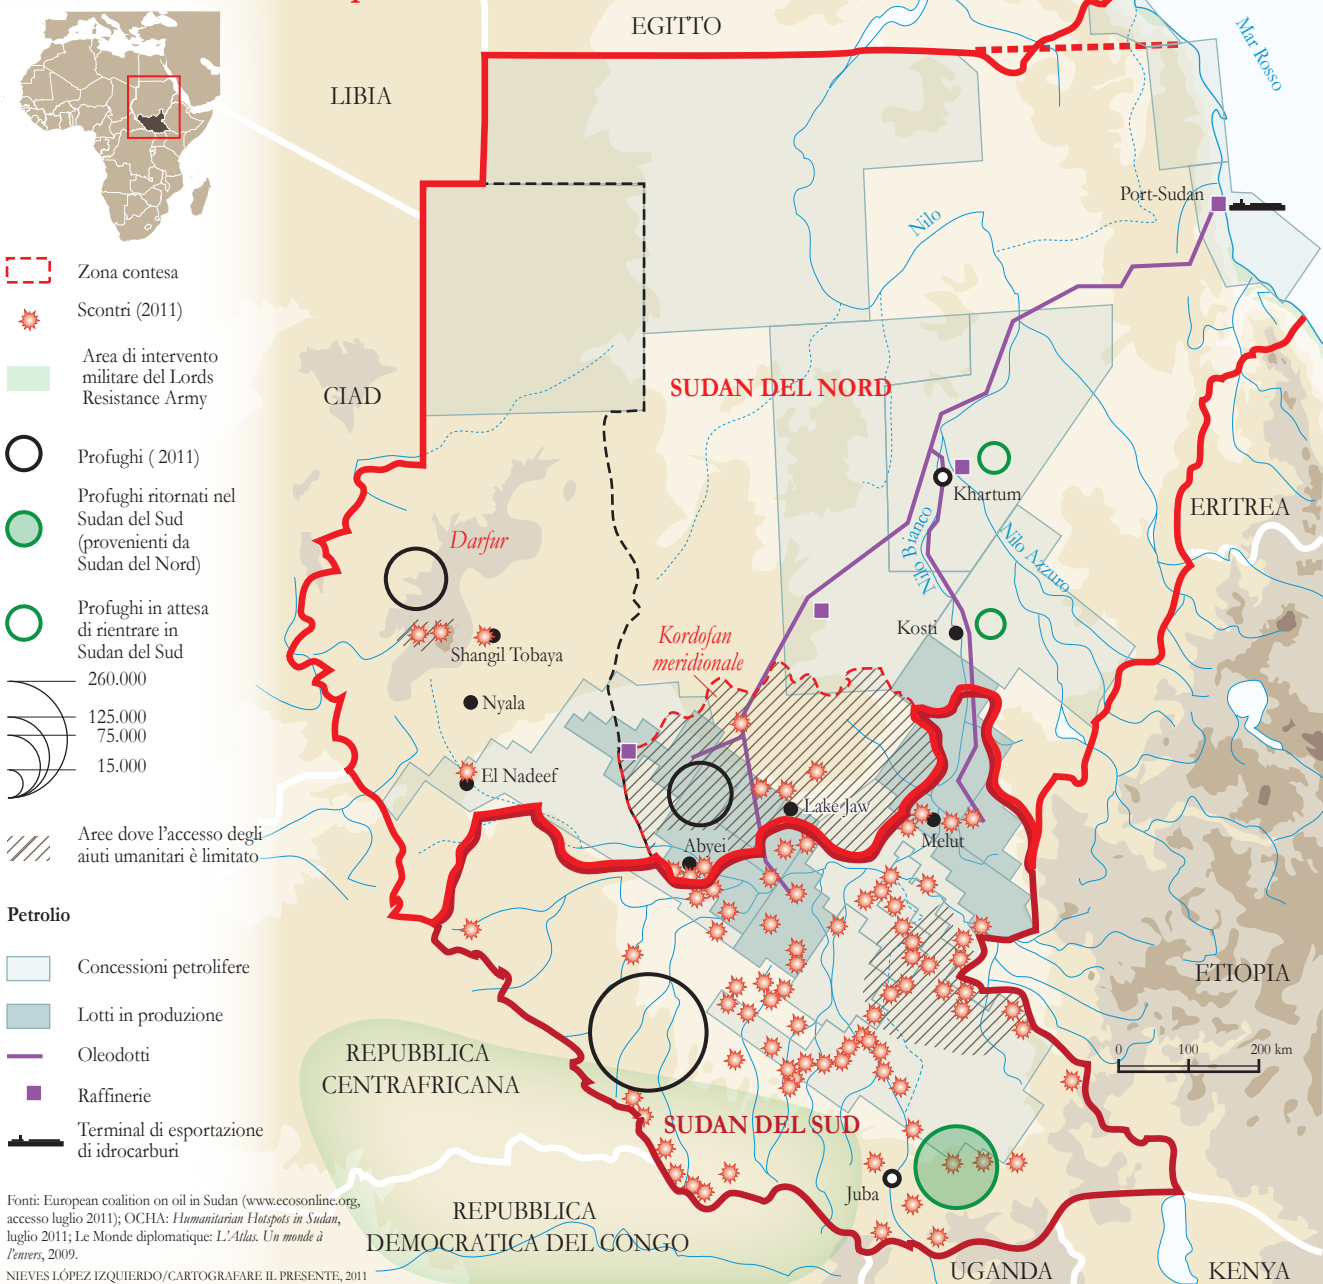 EGITTO
LIBIA
Mar Rosso
Port-Sudan
Nilo
Zona contesa
Scontri (2011)
Area di intervento
militare del Lords
Resistance Army
Profughi ( 2011)
Profughi ritornati nel
Sudan del Sud
(provenienti da
Sudan del Nord)
Profughi in attesa
di rientrare in
Sudan del Sud
260.000
125.000
75.000
15.000
Aree dove l'accesso degli
aiuti umanitari è limitato
Petrolio
Concessioni petrolifere
Lotti in produzione
Oleodotti
Raffinerie
Terminal di esportazione
di idrocarburi
Fonti: European coalition on oil in Sudan (www.ecosonline.org,
accesso luglio 2011); OCHA: Humanitarian Hotspots in Sudan,
luglio 2011; Le Monde diplomatique: L'Atlas. Un monde à
l'envers, 2009.
NIEVES LÓPEZ IZQUIERDO/CARTOGRAFARE IL PRESENTE, 2011
CIAD
SUDAN DEL NORD
Khartum
ERITREA
Nilo Bianco
Nilo Azzuro
Darfur
Kosti
Kordofan
meridionale
Shangil Tobaya
Nyala
El Nadeef
Lake Jaw
Melut
Abyei
ETIOPIA
0 100 200 km
REPUBBLICA
CENTRAFRICANA
SUDAN DEL SUD
Juba
REPUBBLICA
DEMOCRATICA DEL CONGO
UGANDA
KENYA